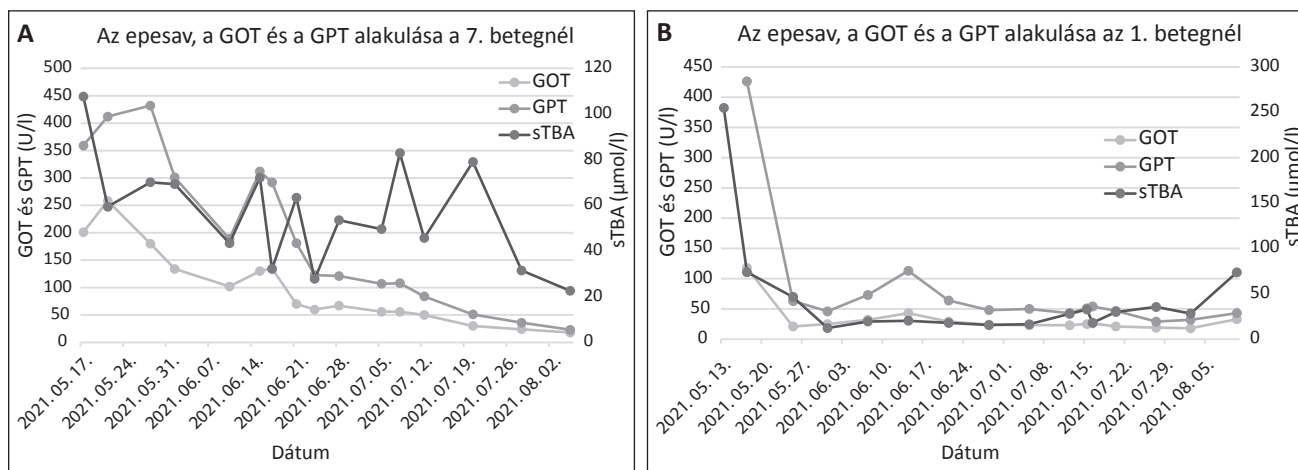 A
Az epesav, a GOT és a GPT alakulása a 7. betegnél
GOT és GPT (U/l)
500
450
400
350
300
250
200
150
100
50
0
GOT
GPT
sTBA
120
100
80
60
40
20
0
sTBA (μmol/l)
2021. 05. 17.
2021. 05. 24.
2021. 05. 31.
2021. 06. 07.
2021. 06. 14.
2021. 06. 21.
2021. 06. 28.
2021. 07. 05.
2021. 07. 12.
2021. 07. 19.
2021. 07. 26.
2021. 08. 02.
Dátum
B
Az epesav, a GOT és a GPT alakulása az 1. betegnél
GOT és GPT (U/l)
450
400
350
300
250
200
150
100
50
0
GOT
GPT
sTBA
300
250
200
150
100
50
0
sTBA (μmol/l)
2021. 05. 13.
2021. 05. 20.
2021. 05. 27.
2021. 06. 03.
2021. 06. 10.
2021. 06. 17.
2021. 06. 24.
2021. 07. 01.
2021. 07. 08.
2021. 07. 15.
2021. 07. 22.
2021. 07. 29.
2021. 08. 05.
Dátum